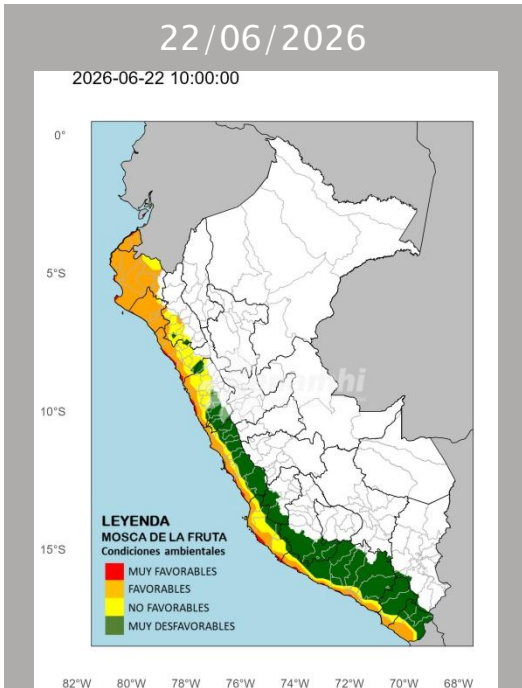 22/06/2026
2026-06-22 10:00:00
0°
5°S
10°S
15°S
LEYENDA
MOSCA DE LA FRUTA
Condiciones ambientales
MUY FAVORABLES
FAVORABLES
NO FAVORABLES
MUY DESFAVORABLES
82°W 80°W 78°W 76°W 74°W 72°W 70°W 68°W